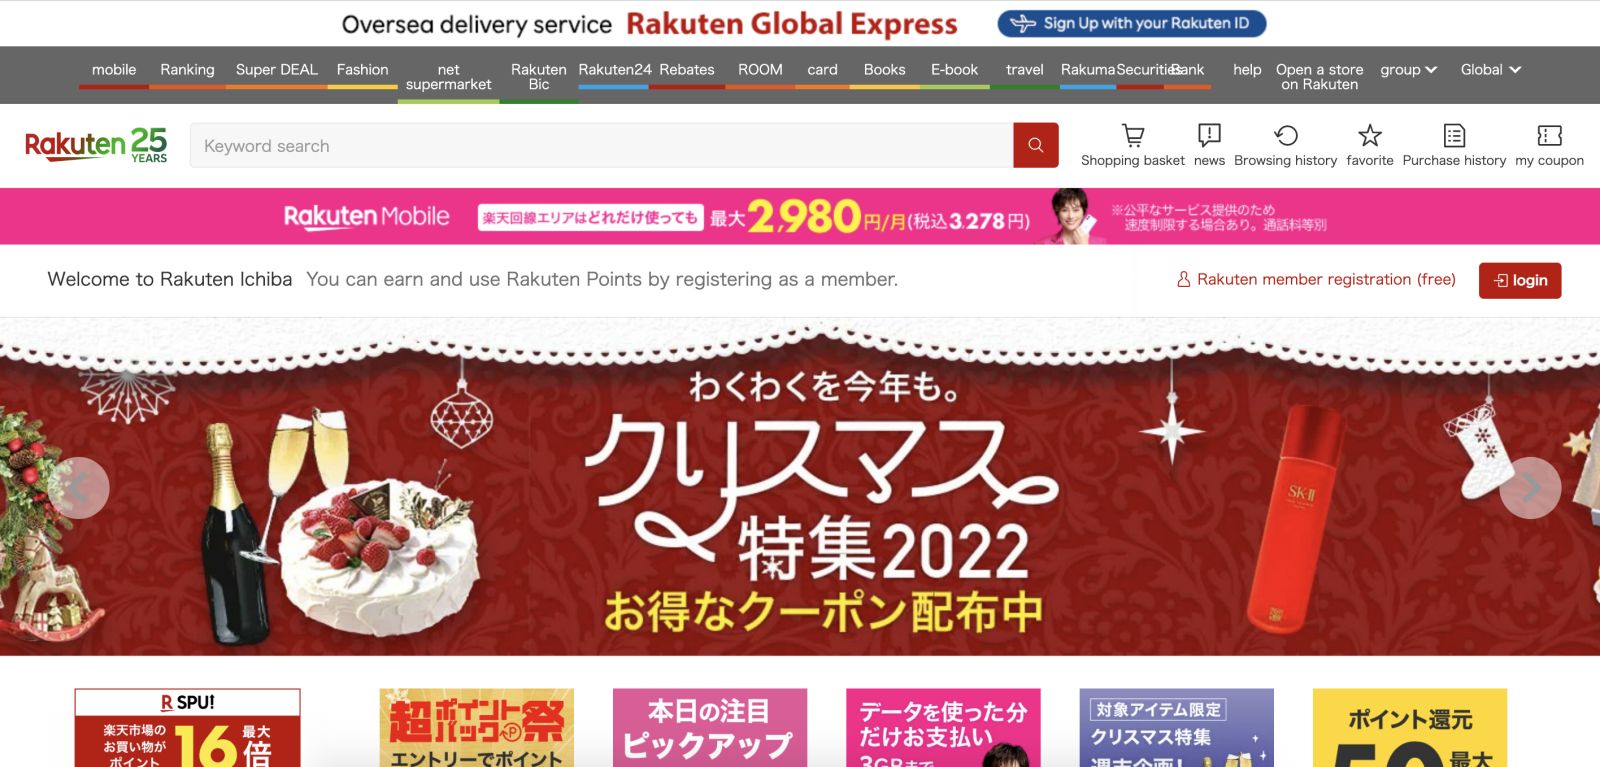 Oversea delivery service Rakuten Global Express Sign Up with your Rakuten ID
mobile Ranking Super DEAL Fashion net supermarket Rakuten Bic Rakuten24 Rebates ROOM card Books E-book travel Rakuma Securities Bank help Open a store on Rakuten group Global
Rakuten 25 YEARS
Keyword search
Shopping basket news Browsing history favorite Purchase history my coupon
Rakuten Mobile 楽天回線エリアはどれだけ使っても 最大2,980円/月(税込3,278円)
※公平なサービス提供のため
速度制限する場合あり。通話料等別
Welcome to Rakuten Ichiba You can earn and use Rakuten Points by registering as a member.
Rakuten member registration (free) login
わくわくを今年も。
クリスマス
特集2022
お得なクーポン配布中
SK-II
R SPU!
楽天市場の
お買い物が
ポイント
最大
16倍
超ポイント
バック祭
エントリーでポイント
本日の注目
ピックアップ
データを使った分
だけお支払い
3GBまで
対象アイテム限定
クリスマス特集
週末企画!
ポイント還元
最大